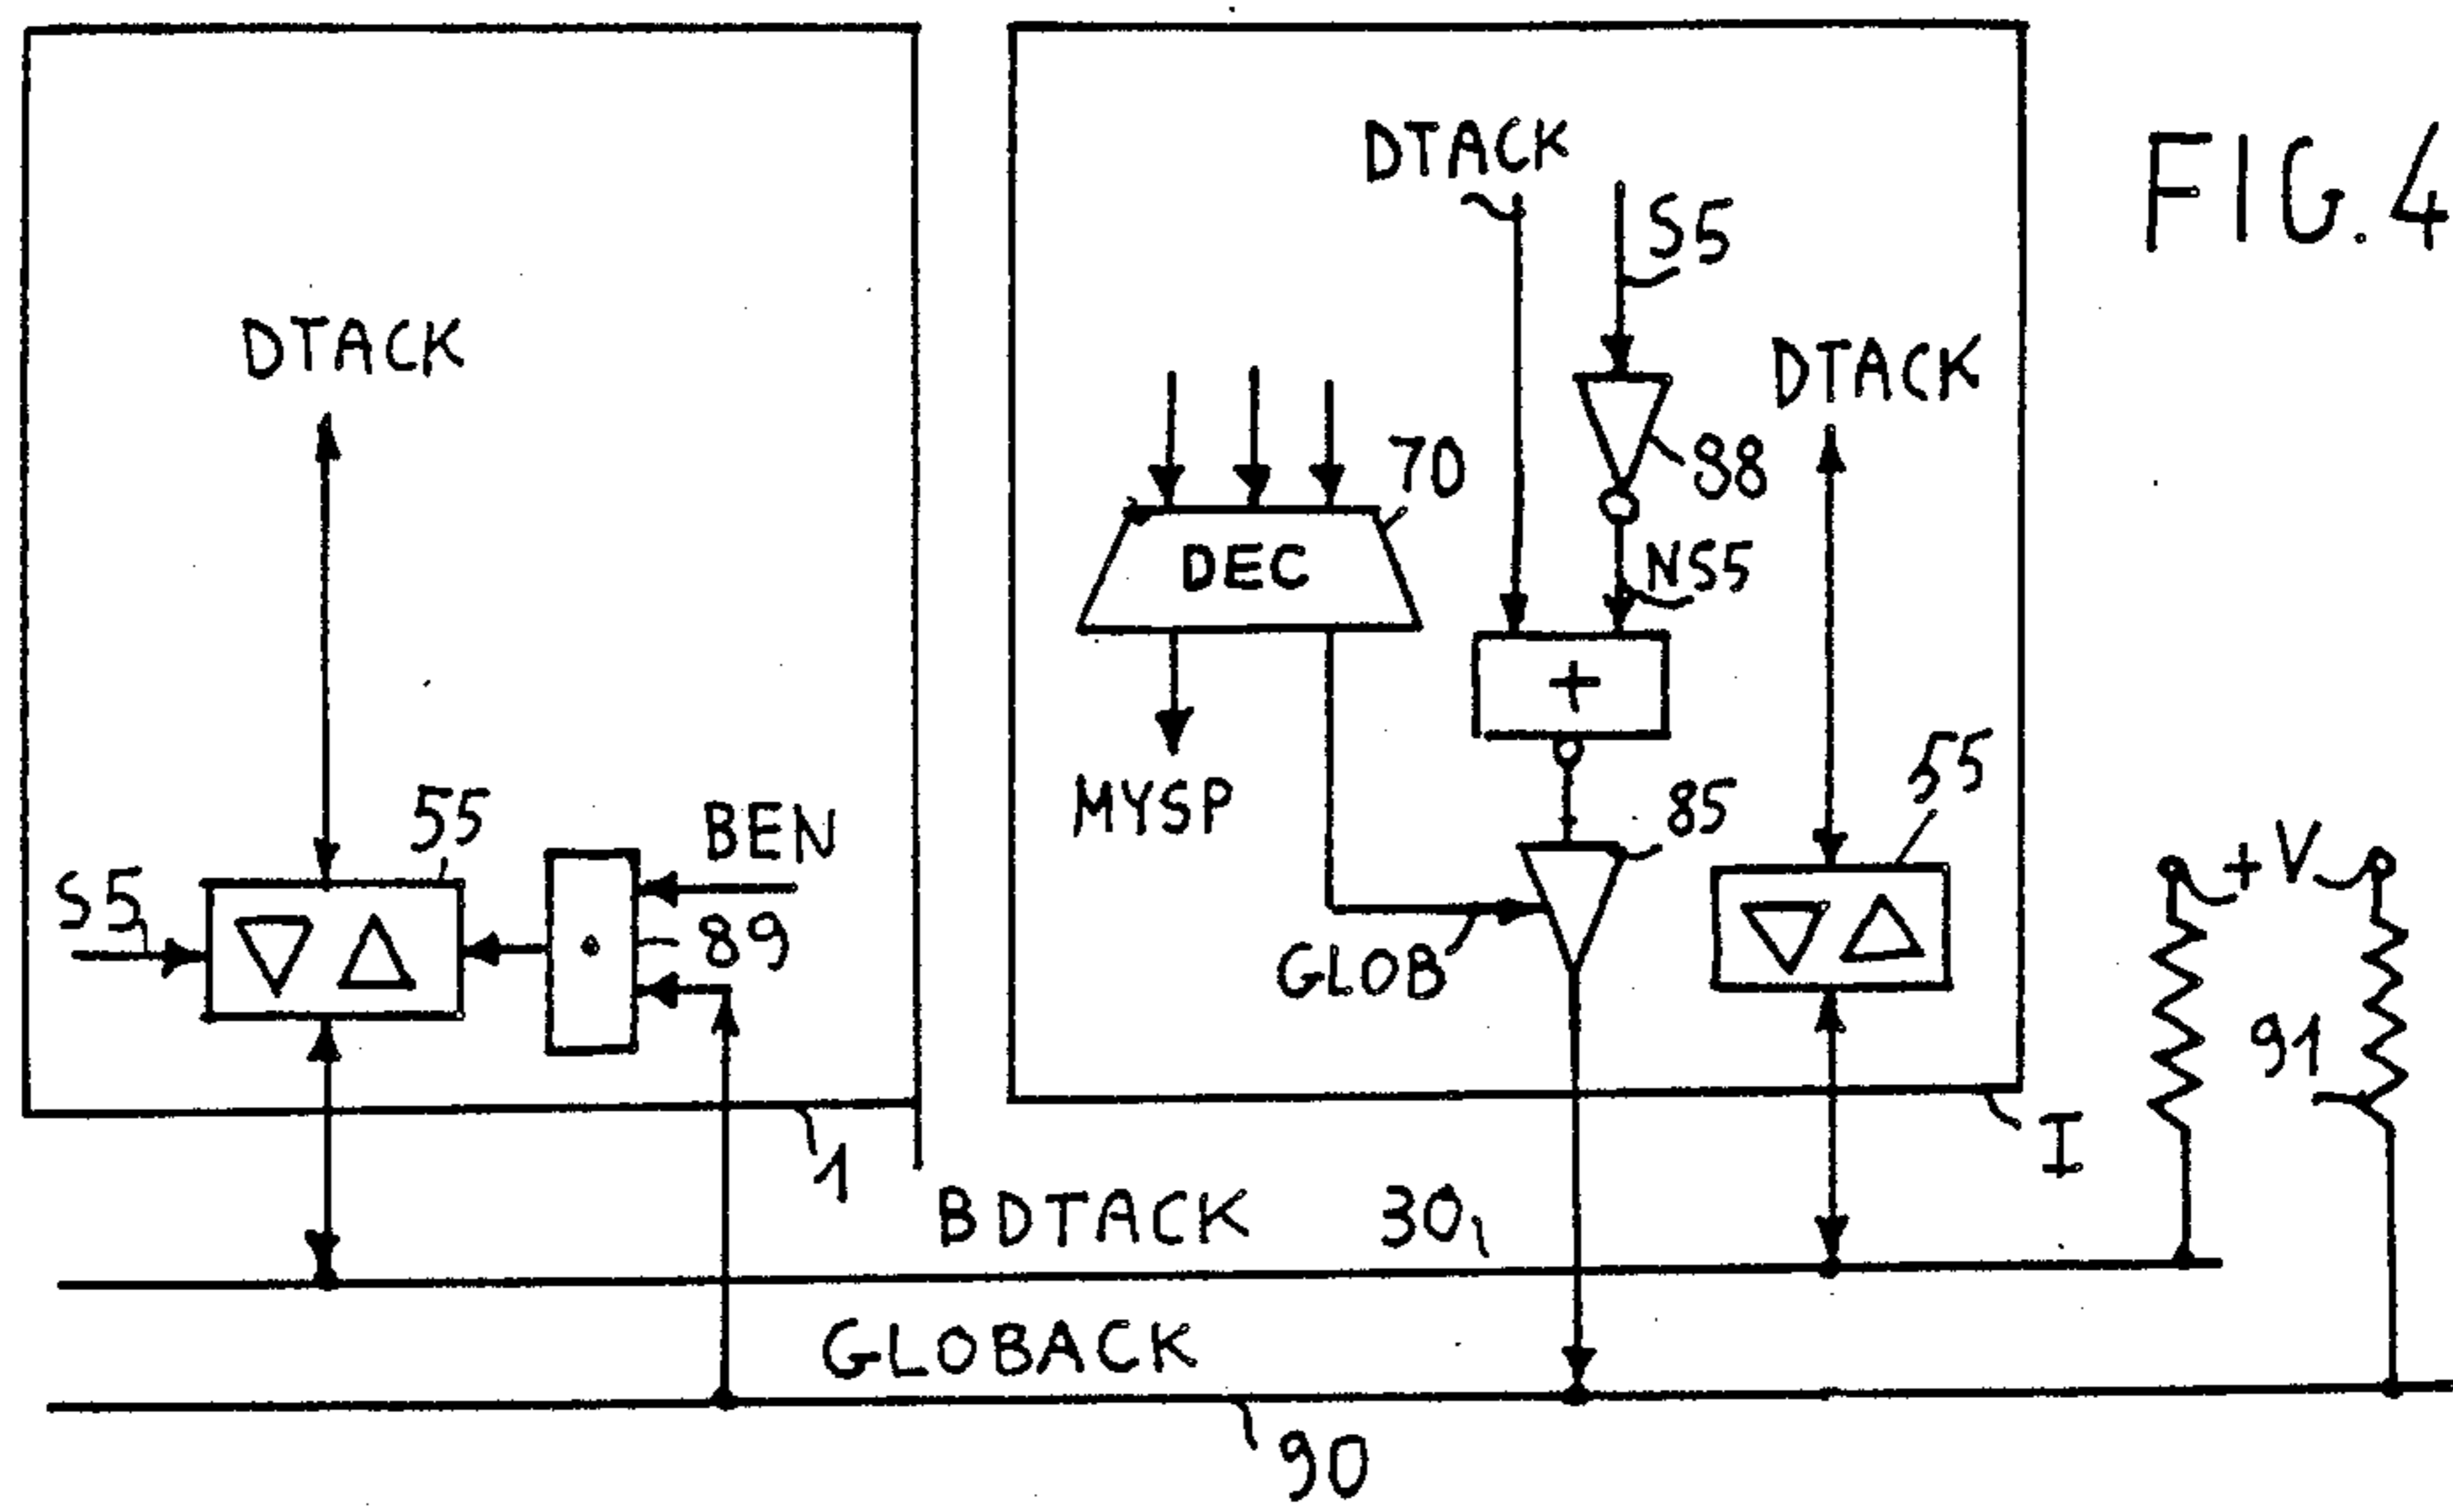 FIG.4
DTACK
S5
DTACK
DTACK
70
88
DEC
NS5
+
MYSP
55
85
55
BEN
S5
89
GLOB
+V
91
1
I
BDTACK
30
GLOBACK
90